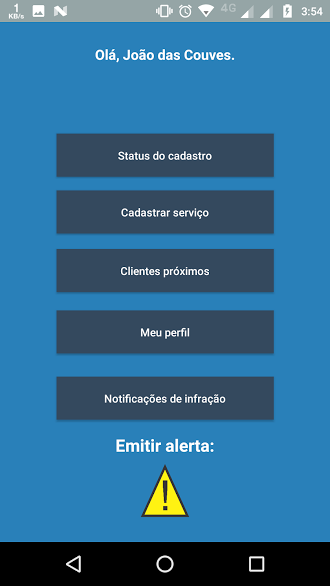 1
KB/s
4G
3:54
Olá, João das Couves.
Status do cadastro
Cadastrar serviço
Clientes próximos
Meu perfil
Notificações de infração
Emitir alerta:
!